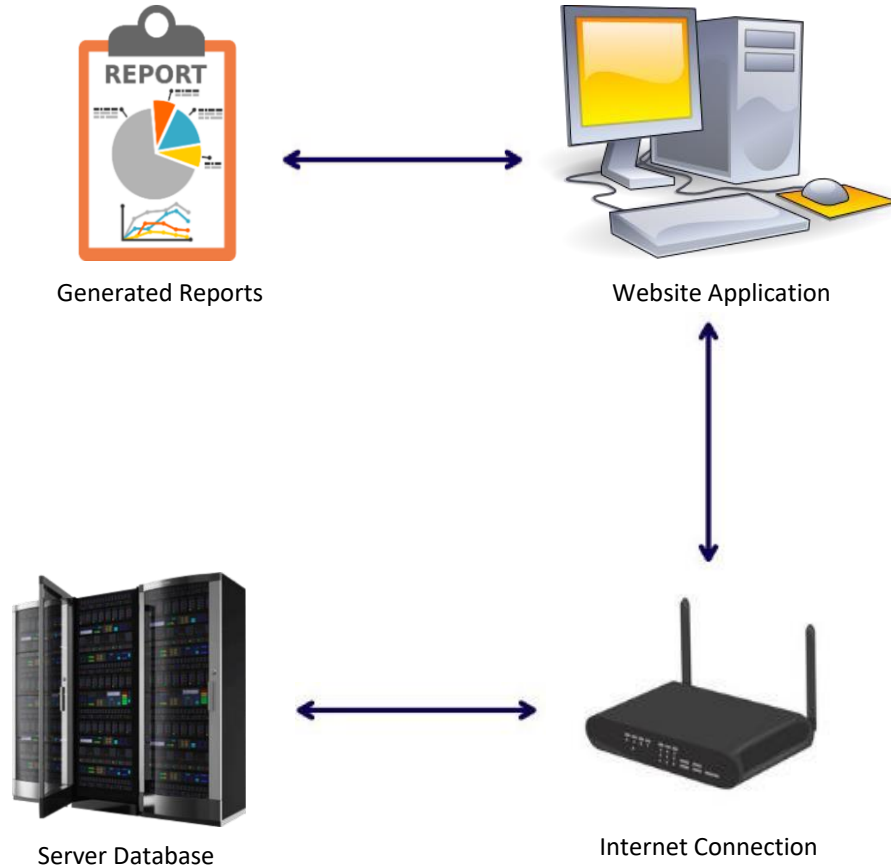 REPORT
Generated Reports
Website Application
Server Database
Internet Connection